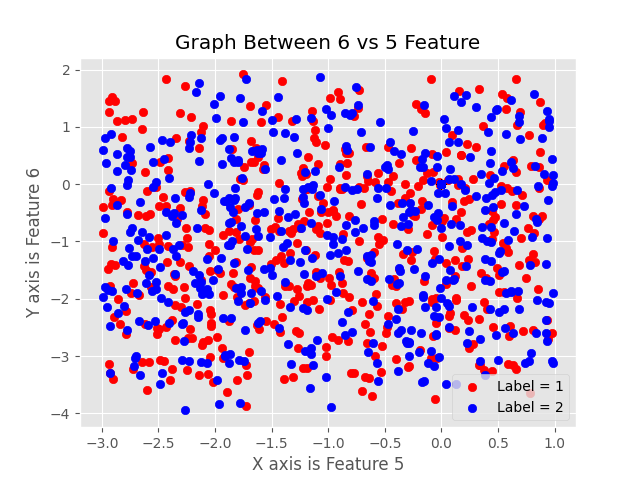 Graph Between 6 vs 5 Feature
2
1
0
−1
−2
−3
−4
Y axis is Feature 6
−3.0 −2.5 −2.0 −1.5 −1.0 −0.5 0.0 0.5 1.0
X axis is Feature 5
Label = 1
Label = 2